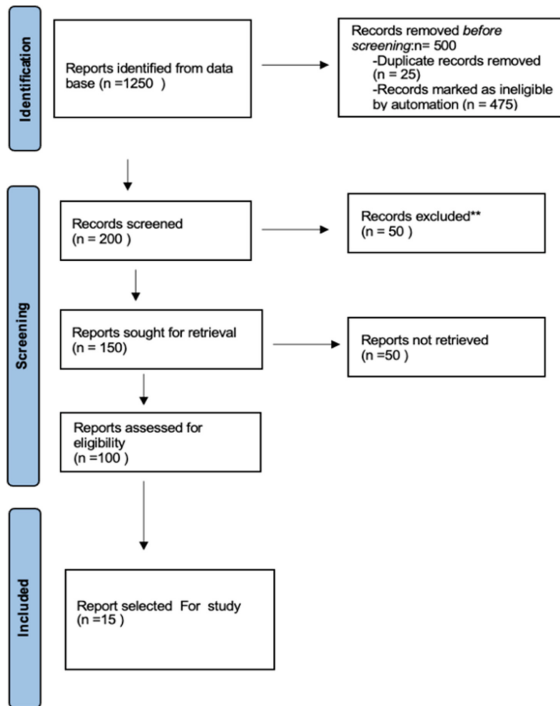 Identification
Reports identified from data
base (n =1250 )
Records removed before
screening:n= 500
-Duplicate records removed
(n = 25)
-Records marked as ineligible
by automation (n = 475)
Screening
Records screened
(n = 200 )
Records excluded**
(n = 50 )
Reports sought for retrieval
(n = 150)
Reports not retrieved
(n =50 )
Reports assessed for
eligibility
(n =100 )
Included
Report selected For study
(n =15 )